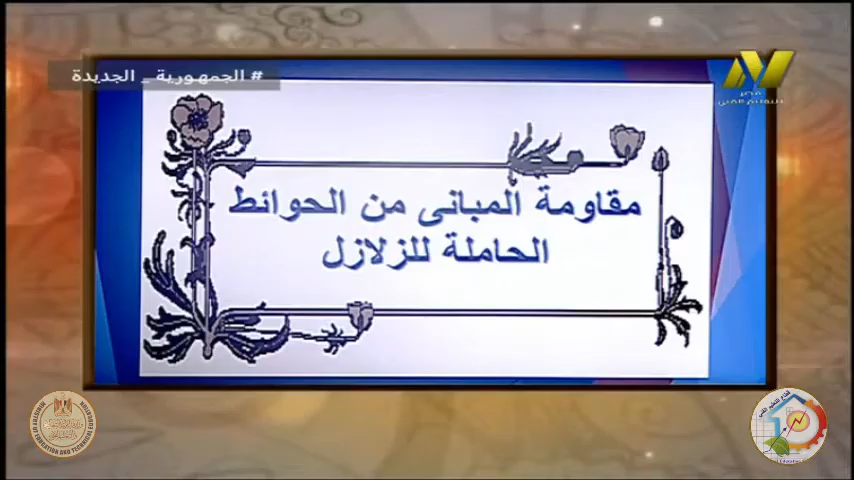 # الجمهورية _ الجديدة
مقاومة المبانى من الحوائط
الحاملة للزلازل